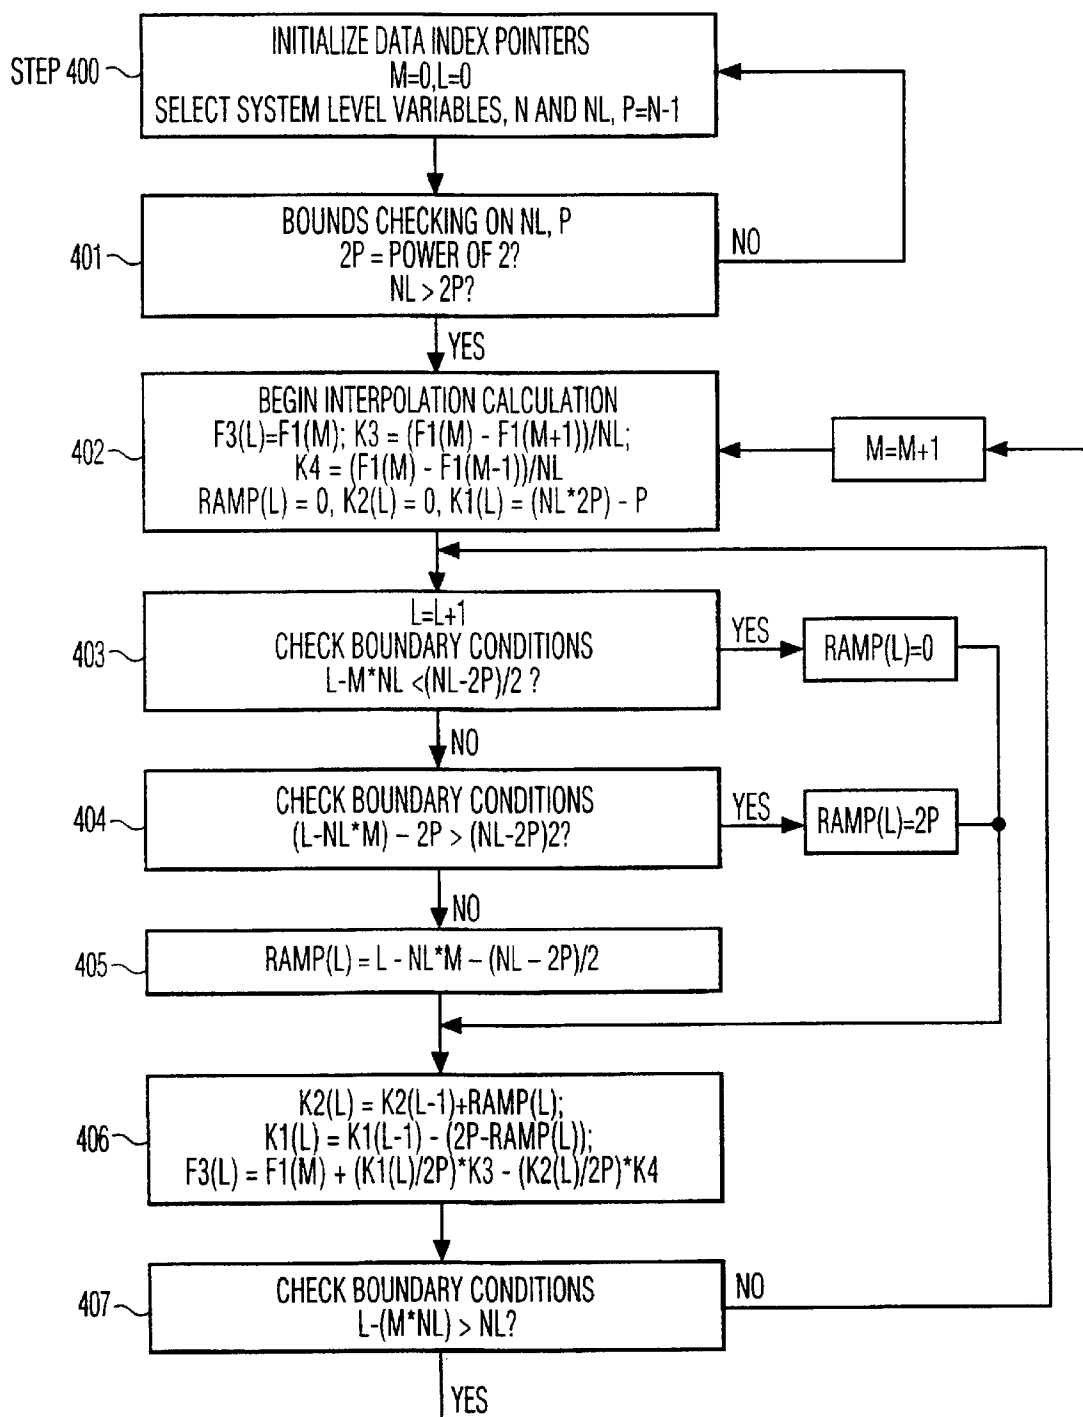 STEP 400
INITIALIZE DATA INDEX POINTERS
M=0,L=0
SELECT SYSTEM LEVEL VARIABLES, N AND NL, P=N-1
401
BOUNDS CHECKING ON NL, P
2P = POWER OF 2?
NL > 2P?
NO
YES
402
BEGIN INTERPOLATION CALCULATION
F3(L)=F1(M); K3 = (F1(M) - F1(M+1))/NL;
K4 = (F1(M) - F1(M-1))/NL
RAMP(L) = 0, K2(L) = 0, K1(L) = (NL*2P) - P
M=M+1
403
L=L+1
CHECK BOUNDARY CONDITIONS
L-M*NL <(NL-2P)/2 ?
YES
RAMP(L)=0
NO
404
CHECK BOUNDARY CONDITIONS
(L-NL*M) - 2P > (NL-2P)2?
YES
RAMP(L)=2P
NO
405
RAMP(L) = L - NL*M - (NL - 2P)/2
406
K2(L) = K2(L-1)+RAMP(L);
K1(L) = K1(L-1) - (2P-RAMP(L));
F3(L) = F1(M) + (K1(L)/2P)*K3 - (K2(L)/2P)*K4
407
CHECK BOUNDARY CONDITIONS
L-(M*NL) > NL?
NO
YES